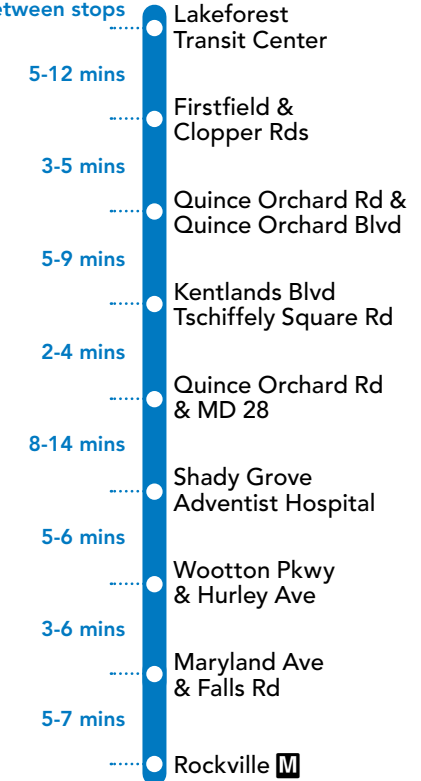 between stops
Lakeforest
Transit Center
5-12 mins
Firstfield &
Clopper Rds
3-5 mins
Quince Orchard Rd &
Quince Orchard Blvd
5-9 mins
Kentlands Blvd
Tschiffely Square Rd
2-4 mins
Quince Orchard Rd
& MD 28
8-14 mins
Shady Grove
Adventist Hospital
5-6 mins
Wootton Pkwy
& Hurley Ave
3-6 mins
Maryland Ave
& Falls Rd
5-7 mins
Rockville M